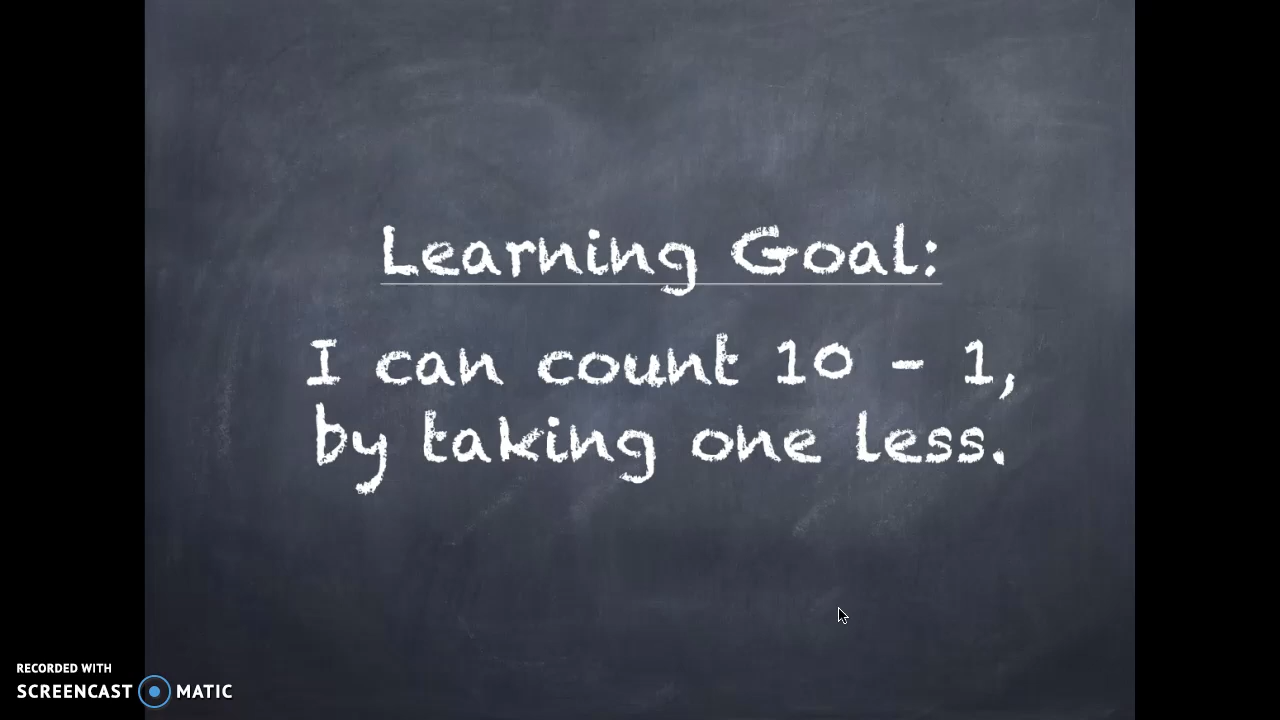 Learning Goal:
I can count 10 - 1,
by taking one less.
RECORDED WITH
SCREENCAST MATIC